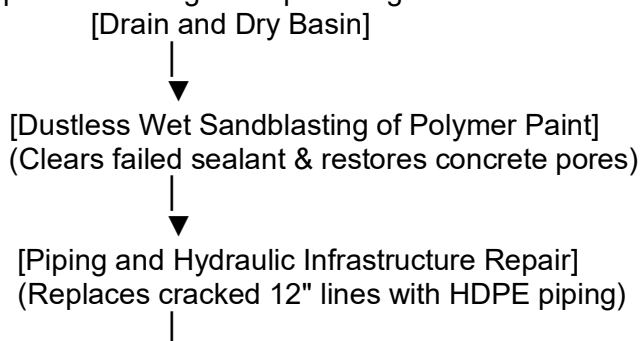 [Drain and Dry Basin]
[Dustless Wet Sandblasting of Polymer Paint]
(Clears failed sealant & restores concrete pores)
[Piping and Hydraulic Infrastructure Repair]
(Replaces cracked 12" lines with HDPE piping)